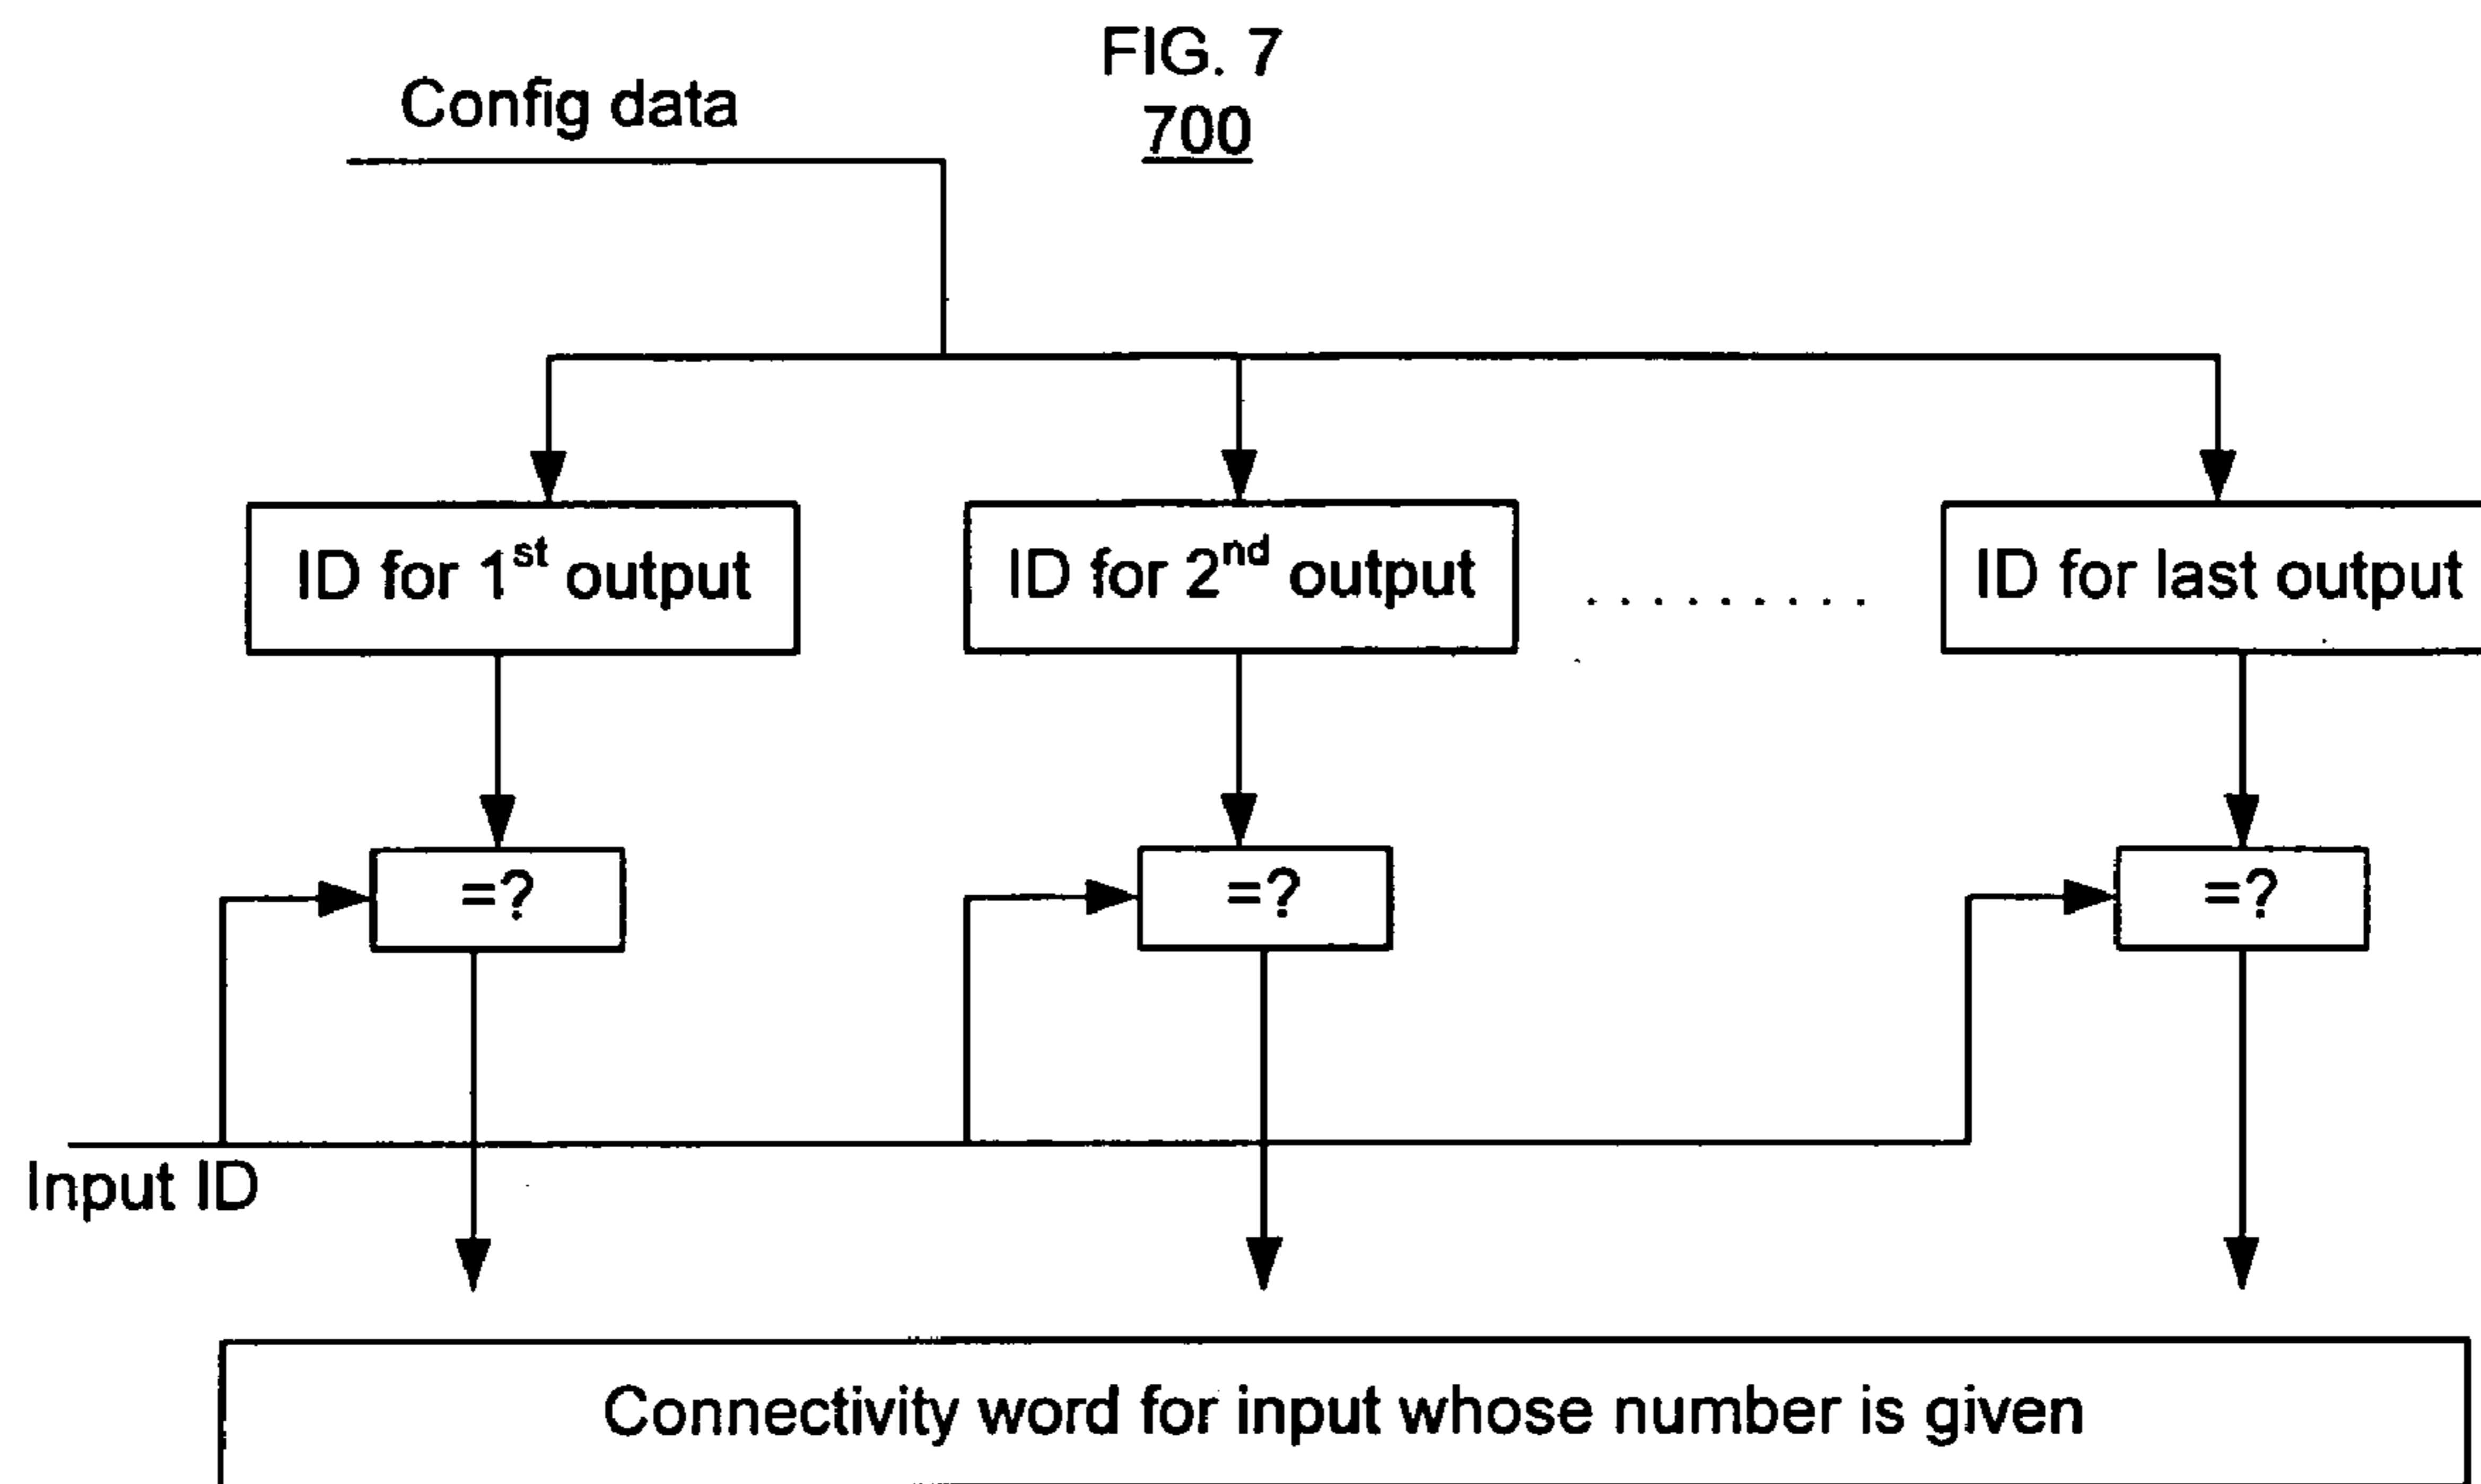 FIG. 7
700
Config data
ID for 1st output
ID for 2nd output
..........
ID for last output
=?
=?
=?
Input ID
Connectivity word for input whose number is given